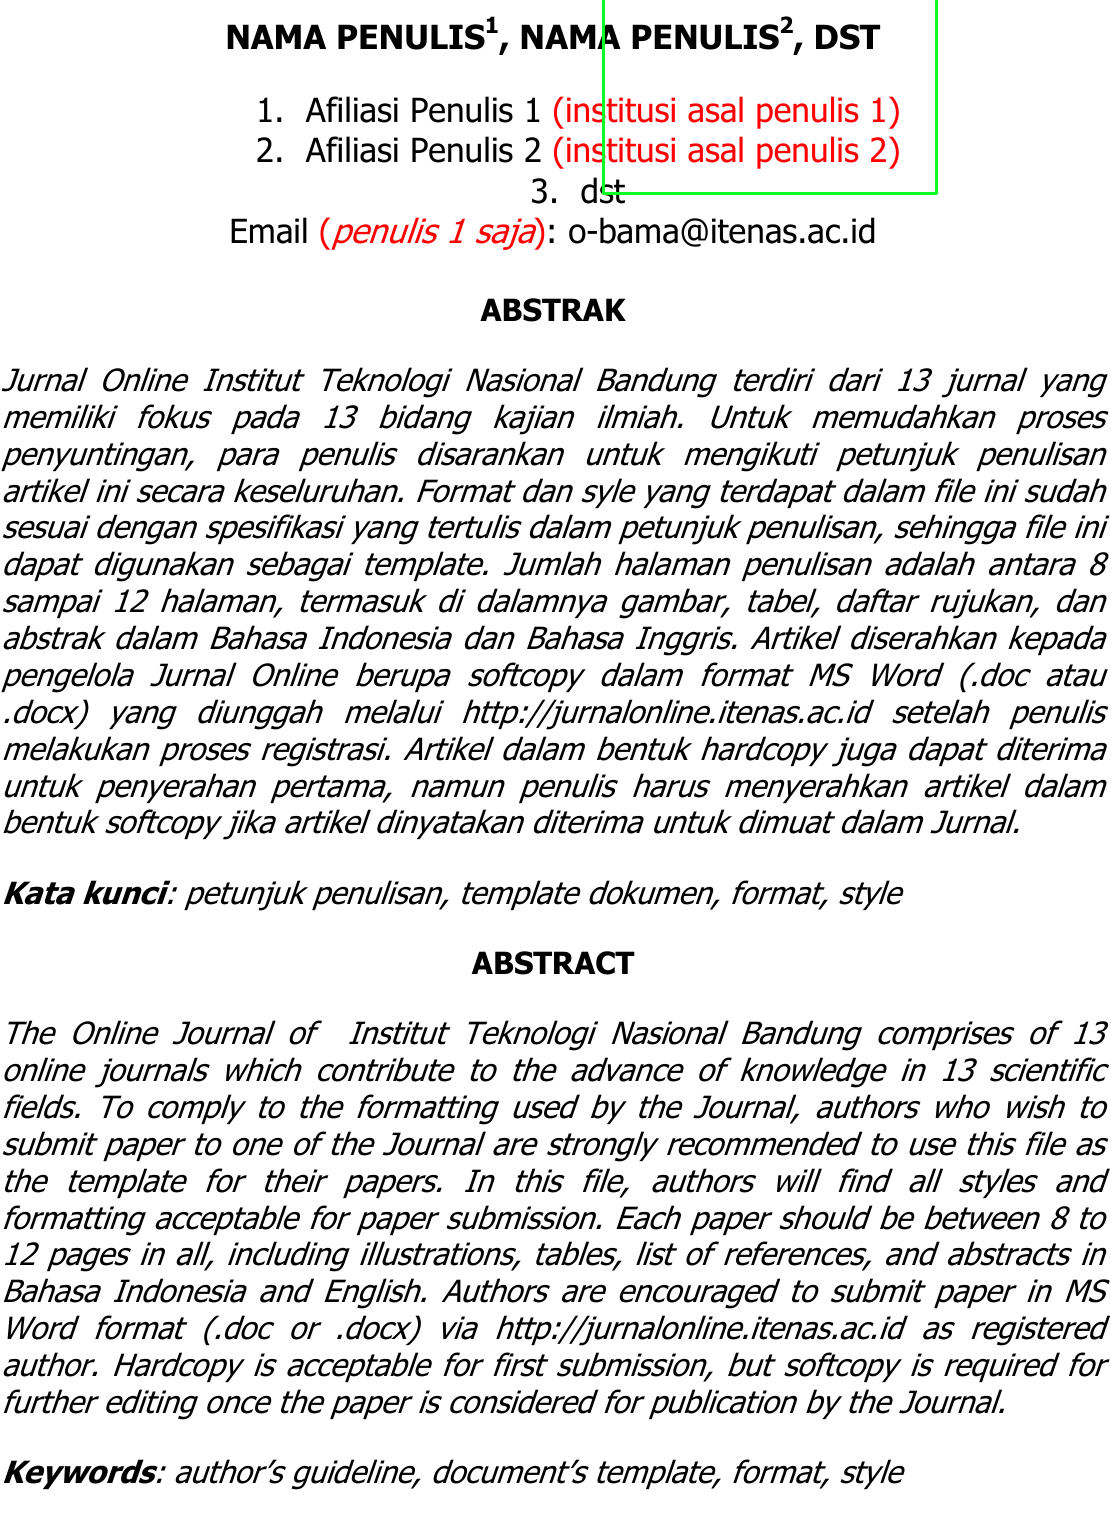 NAMA PENULIS1, NAMA PENULIS2, DST
1. Afiliasi Penulis 1 (institusi asal penulis 1)
2. Afiliasi Penulis 2 (institusi asal penulis 2)
3. dst
Email (penulis 1 saja): o-bama@itenas.ac.id
ABSTRAK
Jurnal Online Institut Teknologi Nasional Bandung terdiri dari 13 jurnal yang
memiliki fokus pada 13 bidang kajian ilmiah. Untuk memudahkan proses
penyuntingan, para penulis disarankan untuk mengikuti petunjuk penulisan
artikel ini secara keseluruhan. Format dan syle yang terdapat dalam file ini sudah
sesuai dengan spesifikasi yang tertulis dalam petunjuk penulisan, sehingga file ini
dapat digunakan sebagai template. Jumlah halaman penulisan adalah antara 8
sampai 12 halaman, termasuk di dalamnya gambar, tabel, daftar rujukan, dan
abstrak dalam Bahasa Indonesia dan Bahasa Inggris. Artikel diserahkan kepada
pengelola Jurnal Online berupa softcopy dalam format MS Word (.doc atau
.docx) yang diunggah melalui http://jurnalonline.itenas.ac.id setelah penulis
melakukan proses registrasi. Artikel dalam bentuk hardcopy juga dapat diterima
untuk penyerahan pertama, namun penulis harus menyerahkan artikel dalam
bentuk softcopy jika artikel dinyatakan diterima untuk dimuat dalam Jurnal.
Kata kunci: petunjuk penulisan, template dokumen, format, style
ABSTRACT
The Online Journal of Institut Teknologi Nasional Bandung comprises of 13
online journals which contribute to the advance of knowledge in 13 scientific
fields. To comply to the formatting used by the Journal, authors who wish to
submit paper to one of the Journal are strongly recommended to use this file as
the template for their papers. In this file, authors will find all styles and
formatting acceptable for paper submission. Each paper should be between 8 to
12 pages in all, including illustrations, tables, list of references, and abstracts in
Bahasa Indonesia and English. Authors are encouraged to submit paper in MS
Word format (.doc or .docx) via http://jurnalonline.itenas.ac.id as registered
author. Hardcopy is acceptable for first submission, but softcopy is required for
further editing once the paper is considered for publication by the Journal.
Keywords: author’s guideline, document’s template, format, style